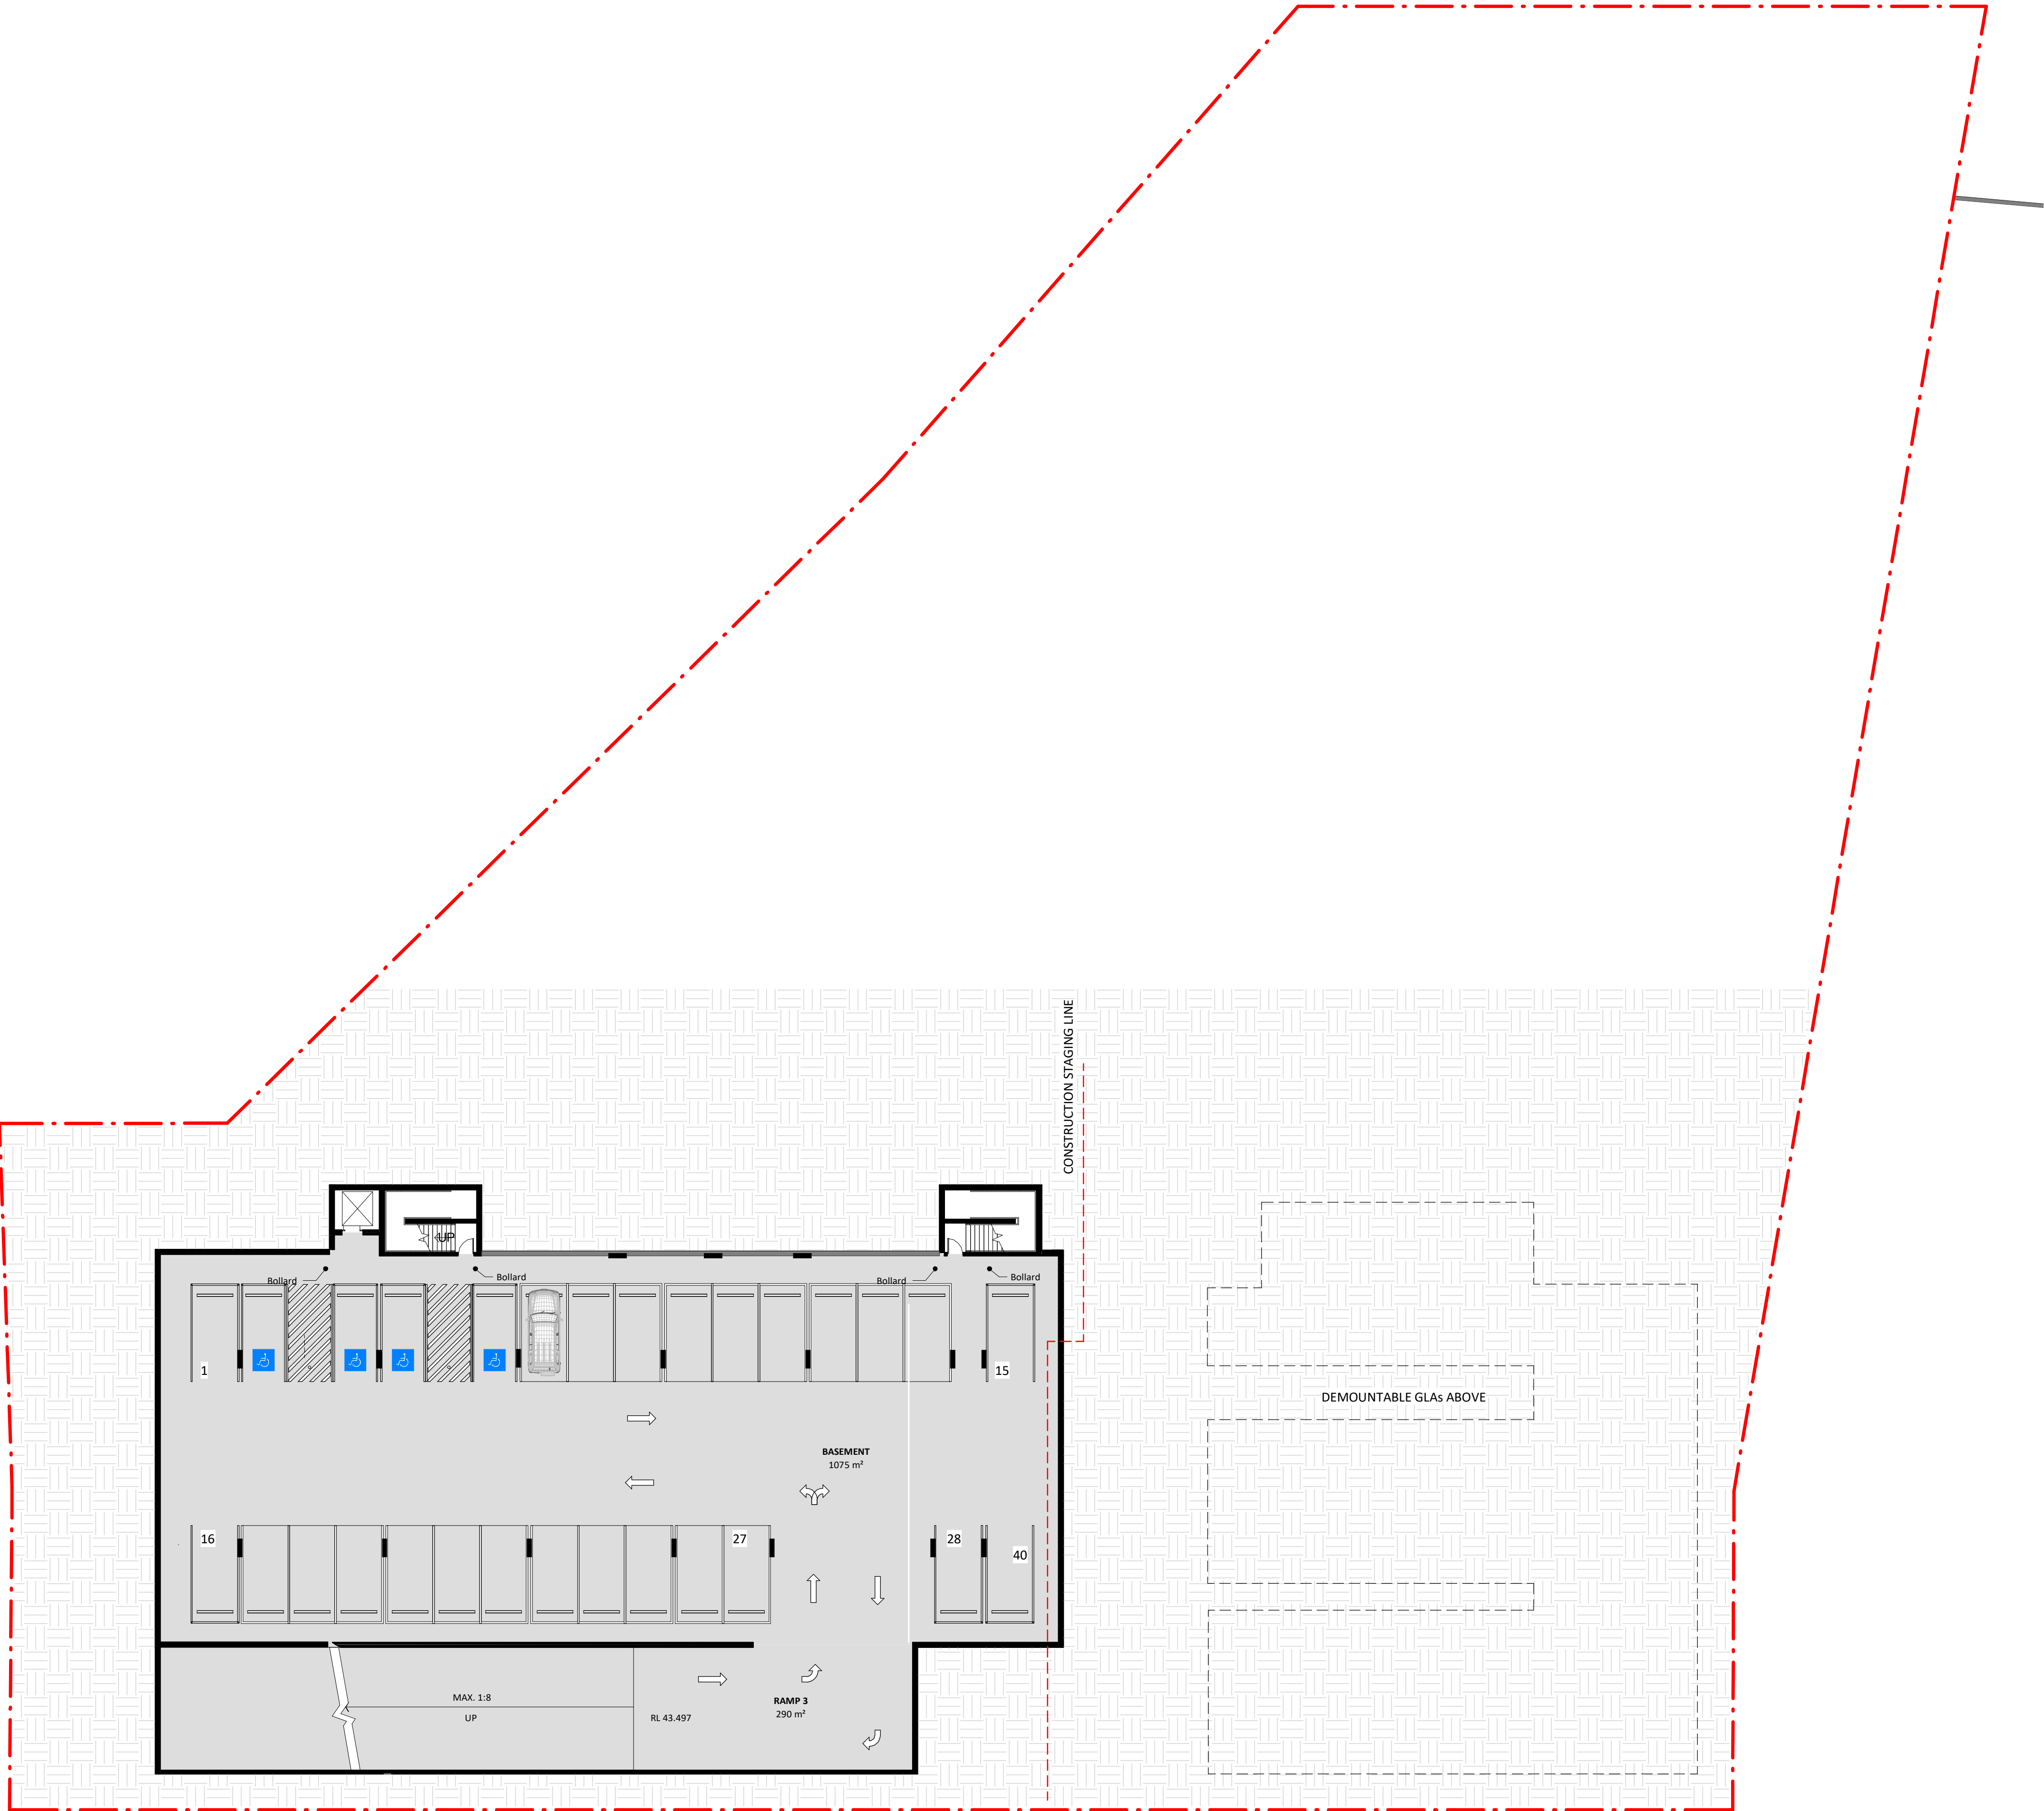 CONSTRUCTION STAGING LINE
UP
Bollard
Bollard
Bollard
Bollard
1
15
DEMOUNTABLE GLAs ABOVE
BASEMENT
1075 m²
16
27
28
40
MAX. 1:8
UP
RL 43.497
RAMP 3
290 m²